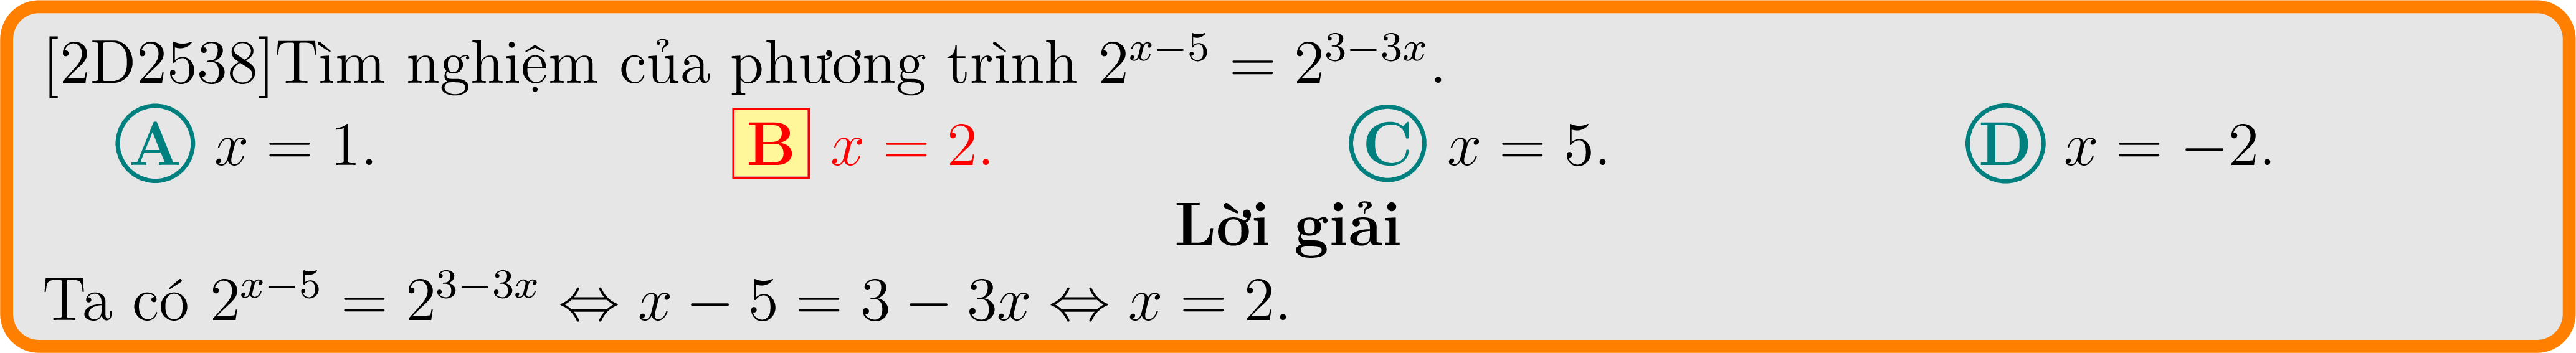 [2D2538]Tìm nghiệm của phương trình $2^{x-5} = 2^{3-3x}$.
A x = 1. B x = 2. C x = 5. D x = −2.
Lời giải
Ta có $2^{x-5} = 2^{3-3x} \Leftrightarrow x - 5 = 3 - 3x \Leftrightarrow x = 2$.